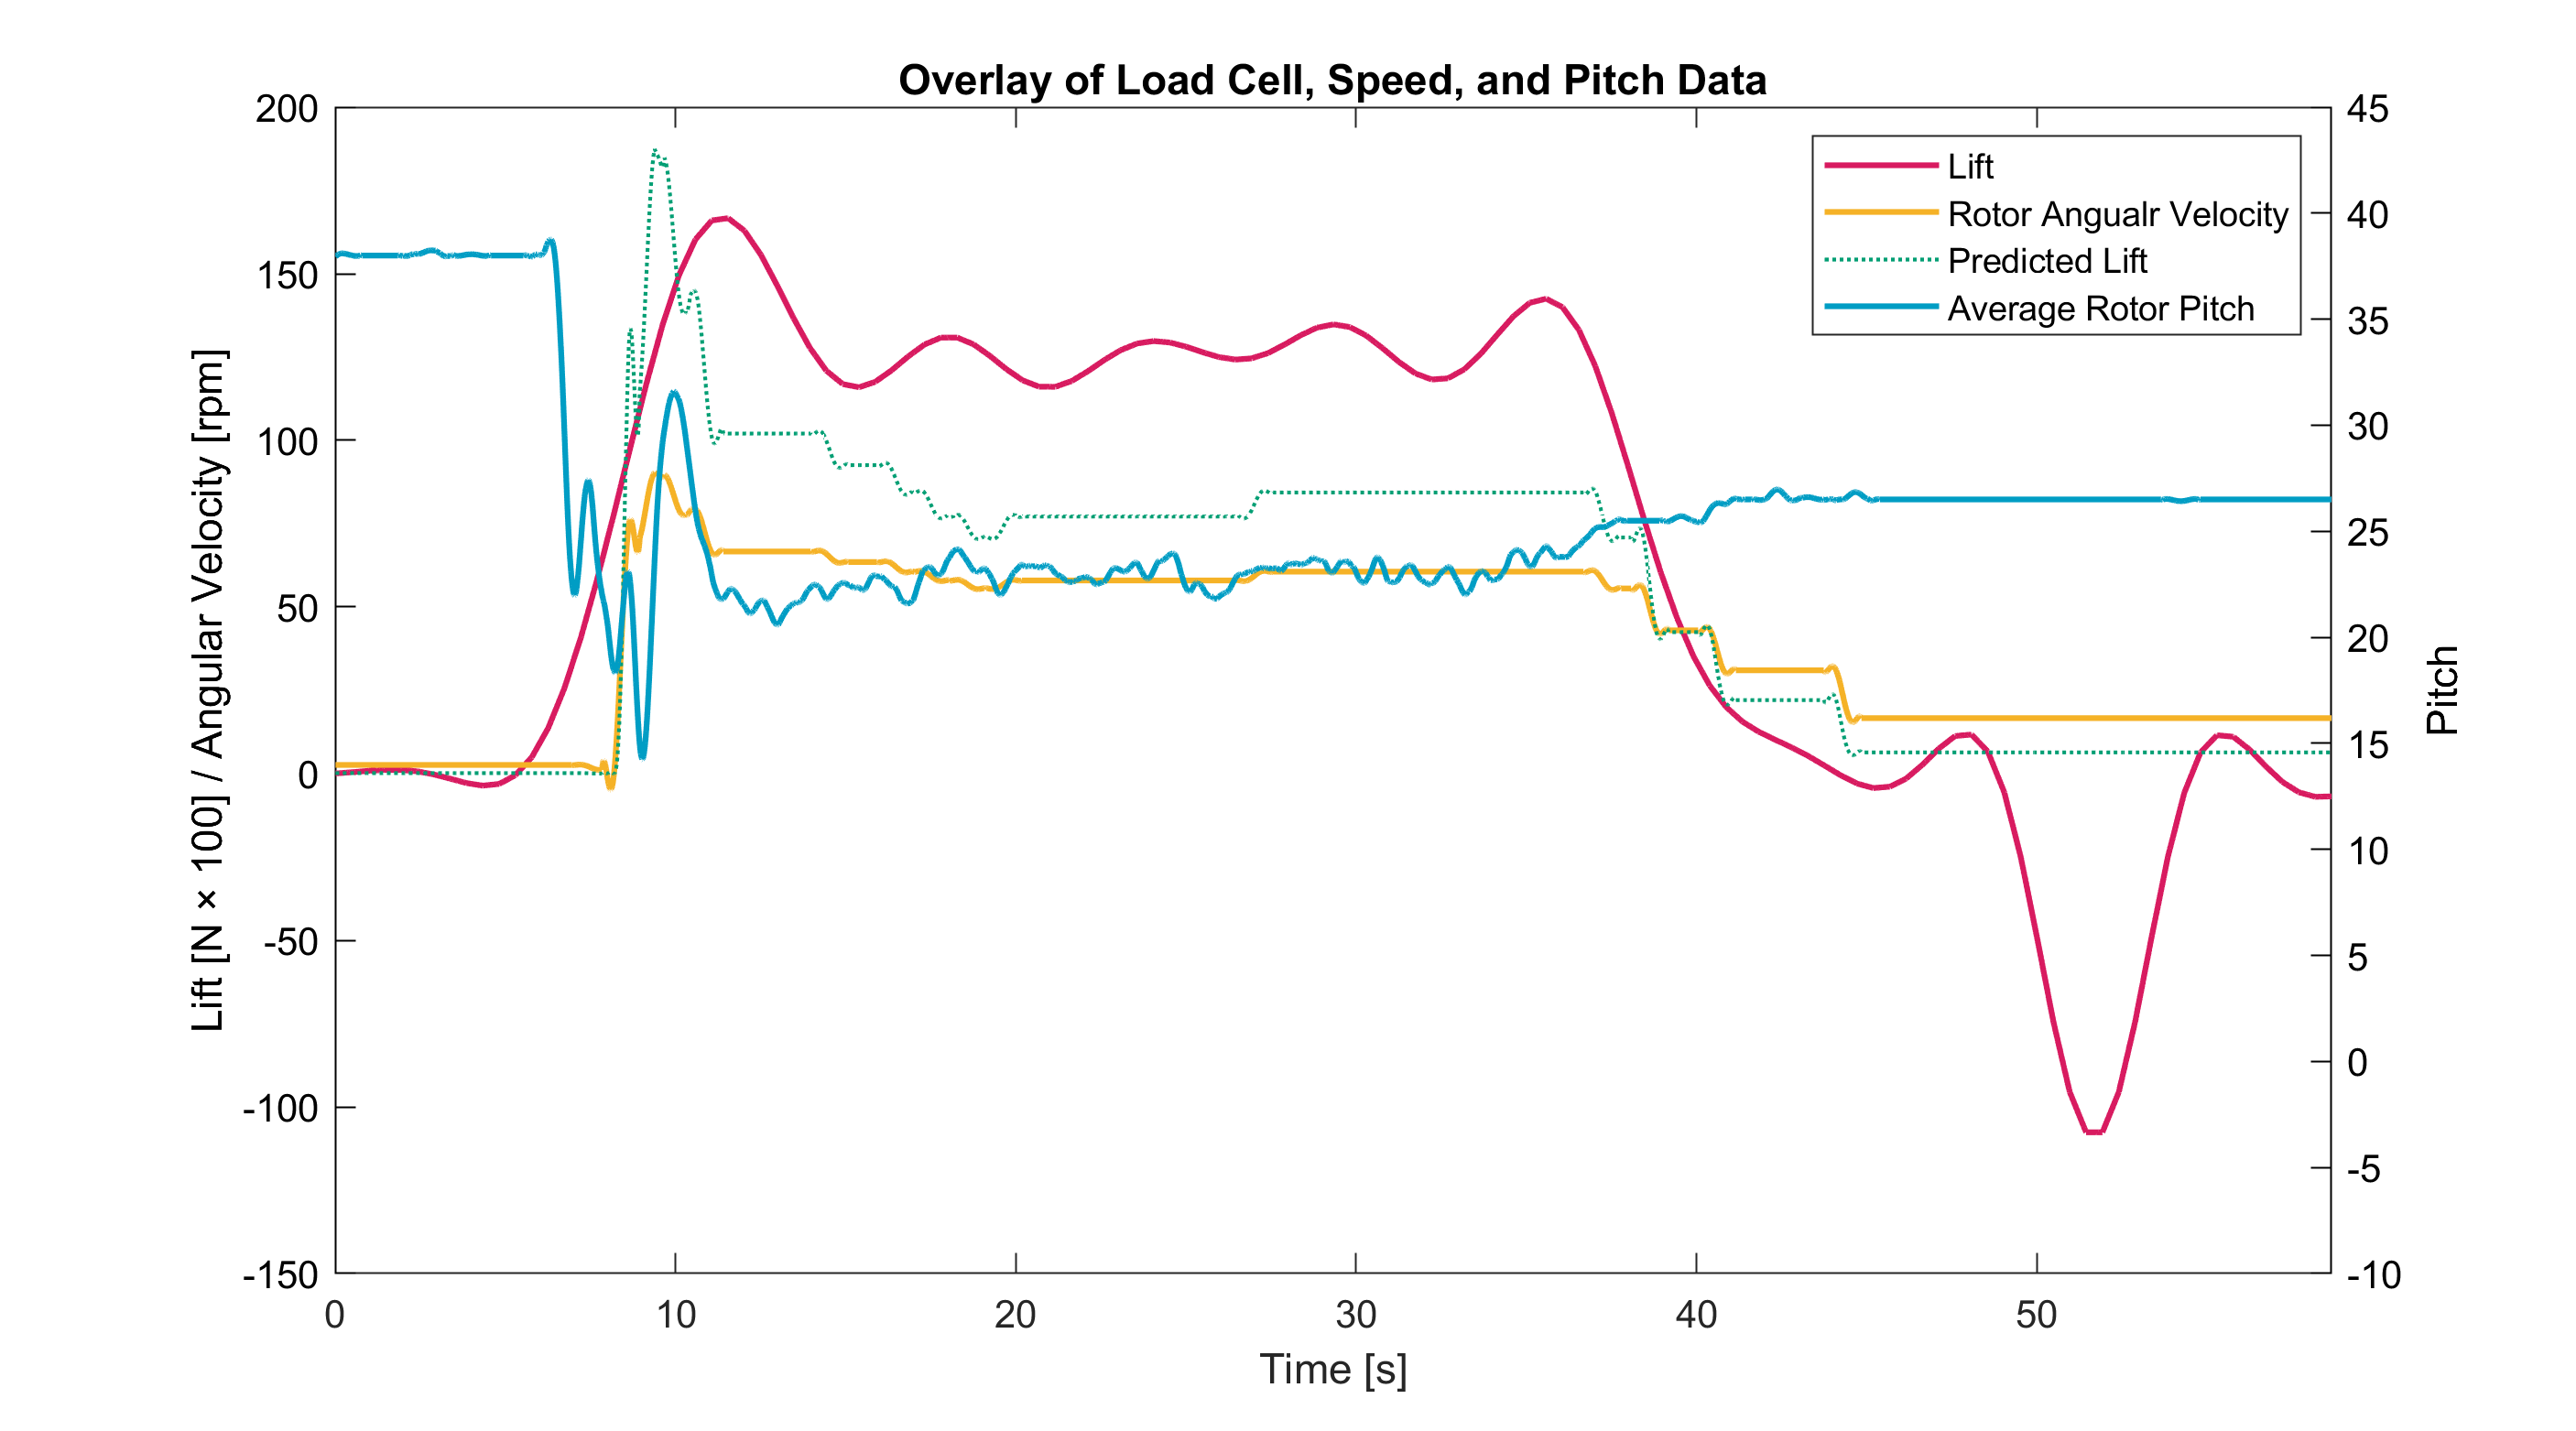 Overlay of Load Cell, Speed, and Pitch Data
Lift [N × 100] / Angular Velocity [rpm]
200
150
100
50
0
-50
-100
-150
Lift
Rotor Angualr Velocity
Predicted Lift
Average Rotor Pitch
45
40
35
30
25
20
15
10
5
0
-5
-10
Pitch
0 10 20 30 40 50
Time [s]